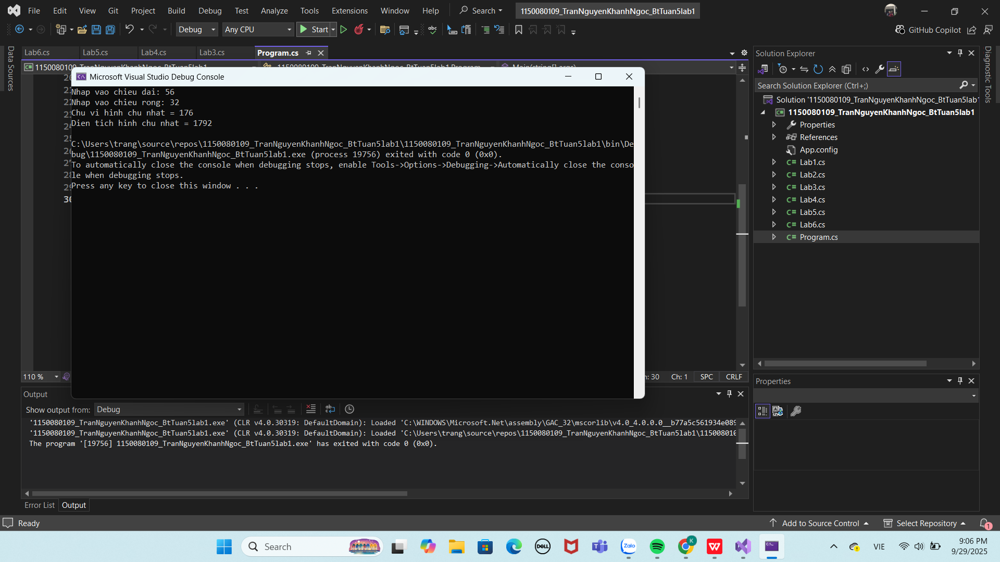 File Edit View Git Project Build Debug Test Analyze Tools Extensions Window Help Search 1150080109_TranNguyenKhanhNgoc_BtTuan5lab1
Debug Any CPU Start GitHub Copilot
Data Sources
Lab6.cs Lab5.cs Lab4.cs Lab3.cs Program.cs
Microsoft Visual Studio Debug Console
Nhap vao chieu dai: 56
Nhap vao chieu rong: 32
Chu vi hinh chu nhat = 176
Dien tich hinh chu nhat = 1792
C:\Users\trang\source\repos\1150080109_TranNguyenKhanhNgoc_BtTuan5lab1\1150080109_TranNguyenKhanhNgoc_BtTuan5lab1\bin\De
bug\1150080109_TranNguyenKhanhNgoc_BtTuan5lab1.exe (process 19756) exited with code 0 (0x0).
To automatically close the console when debugging stops, enable Tools->Options->Debugging->Automatically close the conso
le when debugging stops.
Press any key to close this window . . .
110 % : 30 Ch: 1 SPC CRLF
Output
Show output from: Debug
'1150080109_TranNguyenKhanhNgoc_BtTuan5lab1.exe' (CLR v4.0.30319: DefaultDomain): Loaded 'C:\WINDOWS\Microsoft.Net\assembly\GAC_32\mscorlib\v4.0_4.0.0.0__b77a5c561934e089
'1150080109_TranNguyenKhanhNgoc_BtTuan5lab1.exe' (CLR v4.0.30319: DefaultDomain): Loaded 'C:\Users\trang\source\repos\1150080109_TranNguyenKhanhNgoc_BtTuan5lab1\115008010
The program '[19756] 1150080109_TranNguyenKhanhNgoc_BtTuan5lab1.exe' has exited with code 0 (0x0).
Error List Output
Solution Explorer
Search Solution Explorer (Ctrl+;)
Solution '1150080109_TranNguyenKhanhNgoc_BtTuan5lab1'
1150080109_TranNguyenKhanhNgoc_BtTuan5lab1
Properties
References
App.config
C# Lab1.cs
C# Lab2.cs
C# Lab3.cs
C# Lab4.cs
C# Lab5.cs
C# Lab6.cs
C# Program.cs
Properties
Diagnostic Tools
Ready Add to Source Control Select Repository 1
Search DELL Zalo K W VIE 9:06 PM
9/29/2025